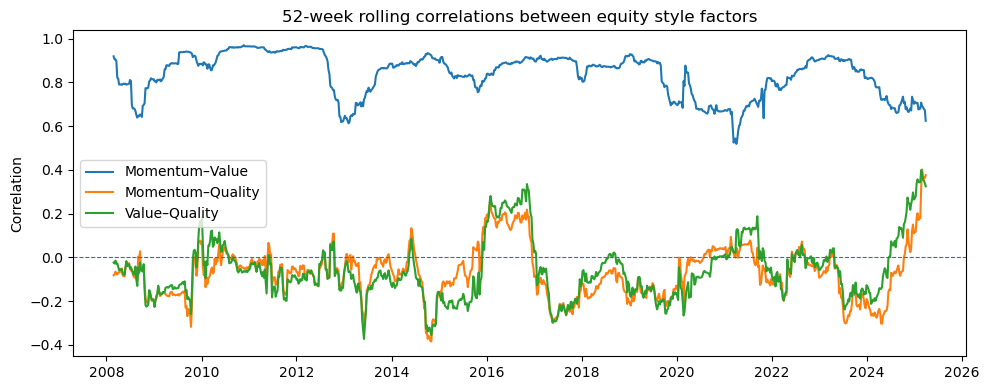 52-week rolling correlations between equity style factors
Correlation
1.0
0.8
0.6
0.4
0.2
0.0
−0.2
−0.4
Momentum–Value
Momentum–Quality
Value–Quality
2008 2010 2012 2014 2016 2018 2020 2022 2024 2026